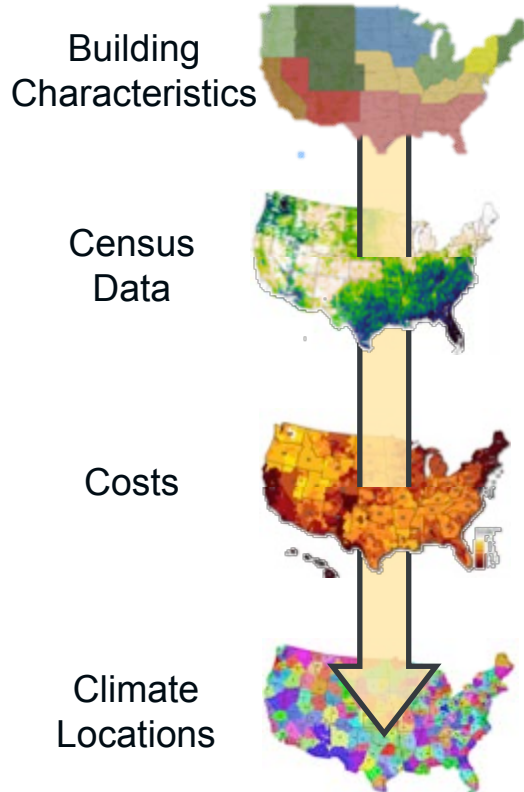 Building
Characteristics
Census
Data
Costs
Climate
Locations